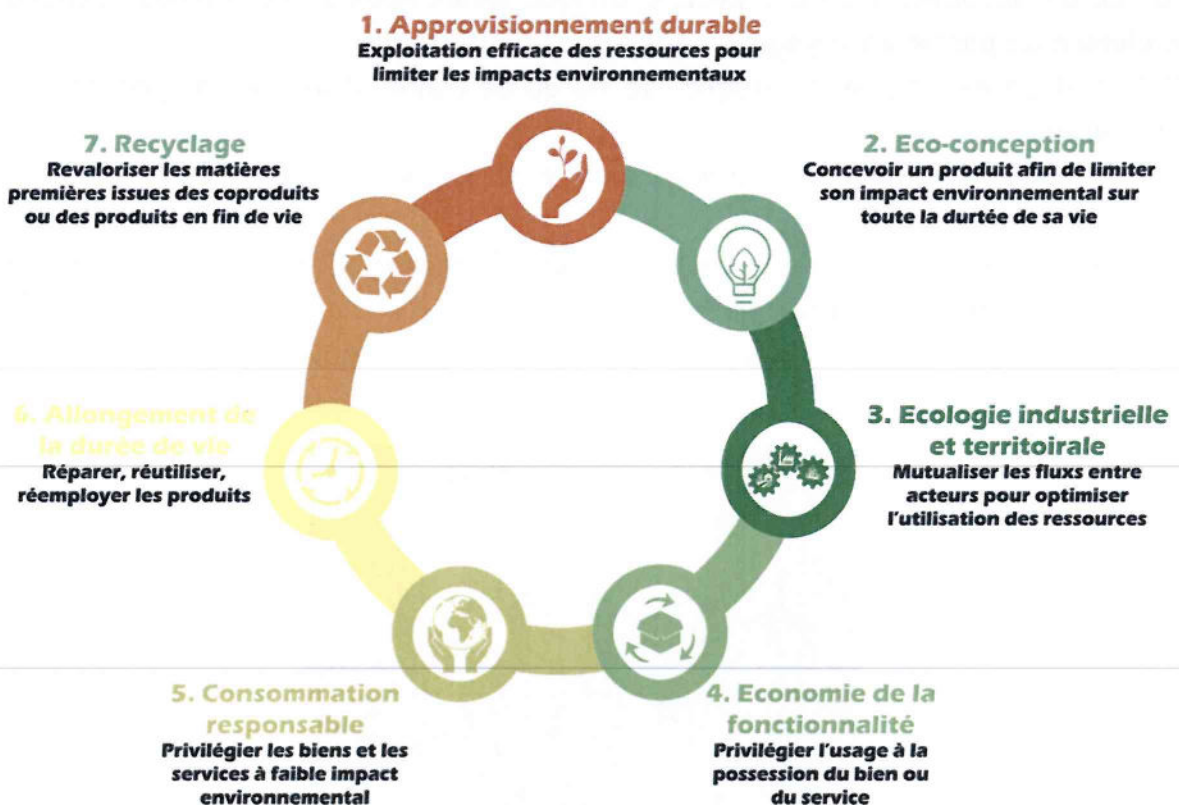 1. Approvisionnement durable
Exploitation efficace des ressources pour
limiter les impacts environnementaux
2. Eco-conception
Concevoir un produit afin de limiter
son impact environnemental sur
toute la durtée de sa vie
3. Ecologie industrielle
et territoirale
Mutualiser les fluxs entre
acteurs pour optimiser
l'utilisation des ressources
4. Economie de la
fonctionnalité
Privilégier l'usage à la
possession du bien ou
du service
5. Consommation
responsable
Privilégier les biens et les
services à faible impact
environnemental
6. Allongement de
la durée de vie
Réparer, réutiliser,
réemployer les produits
7. Recyclage
Revaloriser les matières
premières issues des coproduits
ou des produits en fin de vie